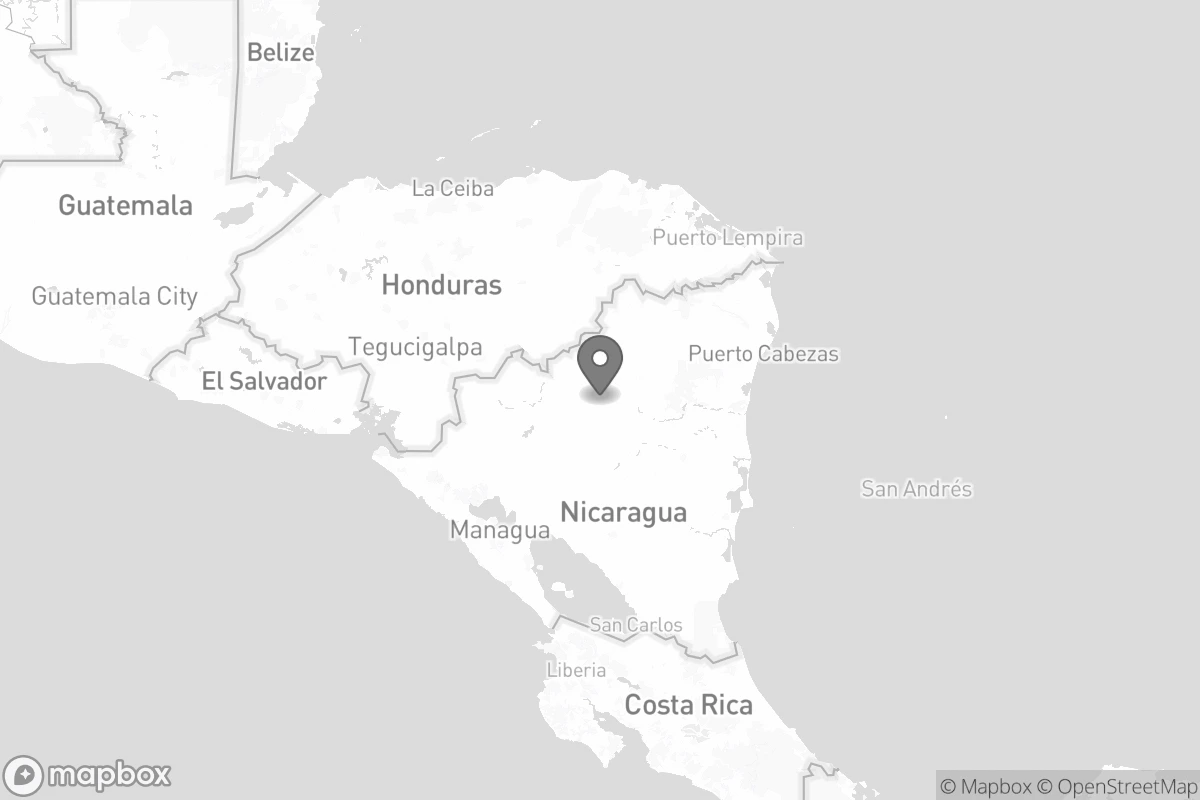 Belize
La Ceiba
Guatemala
Puerto Lempira
Honduras
Guatemala City
Tegucigalpa
Puerto Cabezas
El Salvador
San Andrés
Nicaragua
Managua
San Carlos
Liberia
Costa Rica
mapbox
© Mapbox © OpenStreetMap